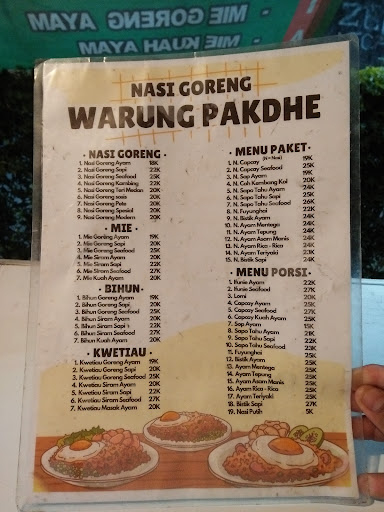 MIE GORENG AYAM
MIE KUAH AYAM
NASI GORENG
WARUNG PAKDHE
· NASI GORENG ·
1. Nasi Goreng Ayam 18K
2. Nasi Goreng Sapi 22K
3. Nasi Goreng Seafood 25K
4. Nasi Goreng Kambing 22K
5. Nasi Goreng Teri Medan 20K
6. Nasi Goreng soso 20K
7. Nasi Goreng Pete 20K
8. Nasi Goreng Spesial 20K
9. Nasi Goreng Modern 20K
· MIE ·
1. Mie Goreng Ayam 19K
2. Mie Goreng Sapi 20K
3. Mie Goreng Seafood 25K
4. Mie Siram Ayam 20K
5. Mie Siram Sapi 22K
6. Mie Siram Seafood 27K
7. Mie Kuah Ayam 20K
· BIHUN ·
1. Bihun Goreng Ayam 19K
2. Bihun Goreng Sapi 20K
3. Bihun Goreng Seafood 25K
4. Bihun Siram Ayam 20K
5. Bihun Siram Sapi 22K
6. Bihun Siram Seafood 27K
7. Bihun Kuah Ayam 20K
· KWETIAU ·
1. Kwetiau Goreng Ayam 19K
2. Kwetiau Goreng Sapi 20K
3. Kwetiau Goreng Seafood 25K
4. Kwetiau Siram Ayam 20K
5. Kwetiau Siram Sapi 22K
6. Kwetiau Siram Seafood 27K
7. Kwetiau Masak Ayam 20K
· MENU PAKET ·
(N = Nasi)
1. N. Capcay 19K
2. N. Capcay Seafood 25K
3. N. Sop Ayam 19K
4. N. Cah Kembang Kol 20K
5. N. Sapo Tahu Ayam 24K
6. N. Sapo Tahu Sapi 25K
7. N. Sapo Tahu Seafood 26K
8. N. Fuyunghai 22K
9. N. Bistik Ayam 24K
10. N. Ayam Mentega 24K
11. N. Ayam Tepung 24K
12. N. Ayam Asam Manis 24K
13. N. Ayam Rica - Rica 24K
14. N. Ayam Teriyaki 23K
15. N. Bistik Sapi 24K
· MENU PORSI ·
1. Ifumie Ayam 22K
2. Ifumie Seafood 27K
3. Lomi 20K
4. Capcay Ayam 23K
5. Capcay Seafood 27K
6. Capcay Kuah Ayam 25K
7. Sop Ayam 15K
8. Sapo Tahu Ayam 21K
9. Sapo Tahu Sapi 22K
10. Sapo Tahu Seafood 23K
11. Fuyunghai 25K
12. Bistik Ayam 25K
13. Ayam Mentega 25K
14. Ayam Tepung 25K
15. Ayam Asam Manis 25K
16. Ayam Rica - Rica 25K
17. Ayam Teriyaki 25K
18. Bistik Sapi 27K
19. Nasi Putih 5K